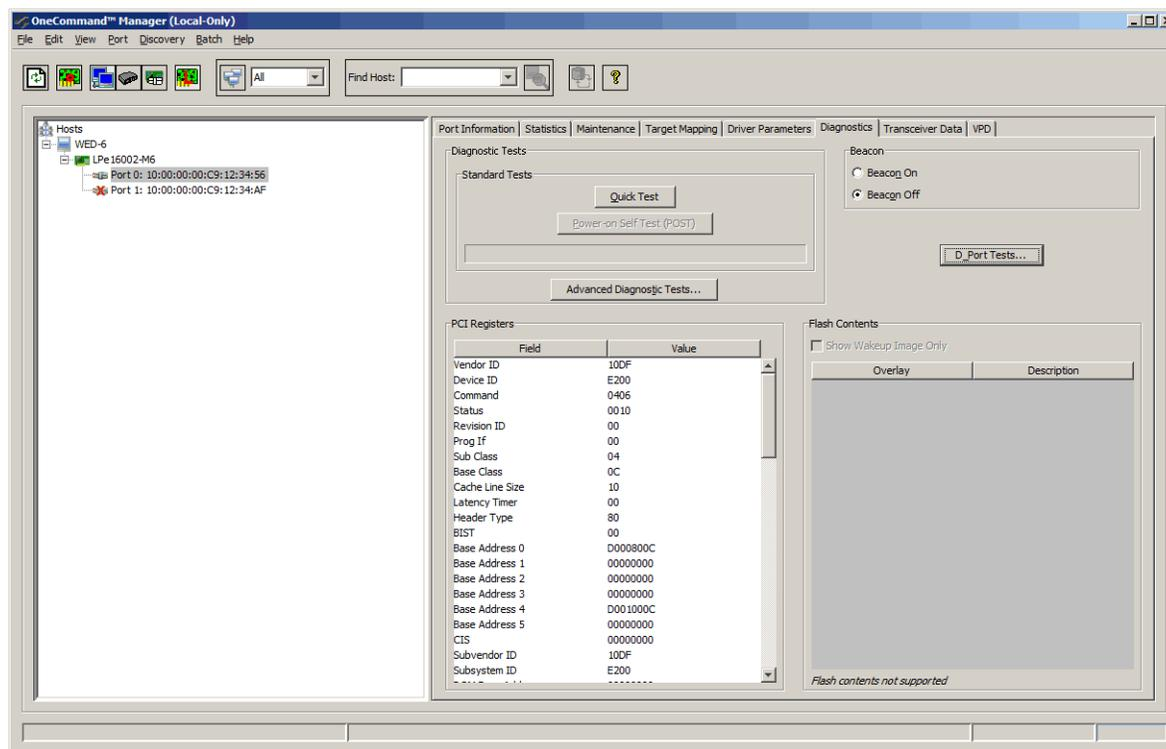 OneCommand™ Manager (Local-Only)
File Edit View Port Discovery Batch Help
All Find Host:
Hosts
WED-6
LPe16002-M6
Port 0: 10:00:00:00:C9:12:34:56
Port 1: 10:00:00:00:C9:12:34:AF
Port Information Statistics Maintenance Target Mapping Driver Parameters Diagnostics Transceiver Data VPD
Diagnostic Tests
Standard Tests
Quick Test
Power-on Self Test (POST)
Advanced Diagnostic Tests...
Beacon
Beacon On
Beacon Off
D_Port Tests...
PCI Registers
Field Value
Vendor ID 10DF
Device ID E200
Command 0406
Status 0010
Revision ID 00
Prog If 00
Sub Class 04
Base Class 0C
Cache Line Size 10
Latency Timer 00
Header Type 80
BIST 00
Base Address 0 D000800C
Base Address 1 00000000
Base Address 2 00000000
Base Address 3 00000000
Base Address 4 D001000C
Base Address 5 00000000
CIS 00000000
Subvendor ID 10DF
Subsystem ID E200
Flash Contents
Show Wakeup Image Only
Overlay Description
Flash contents not supported